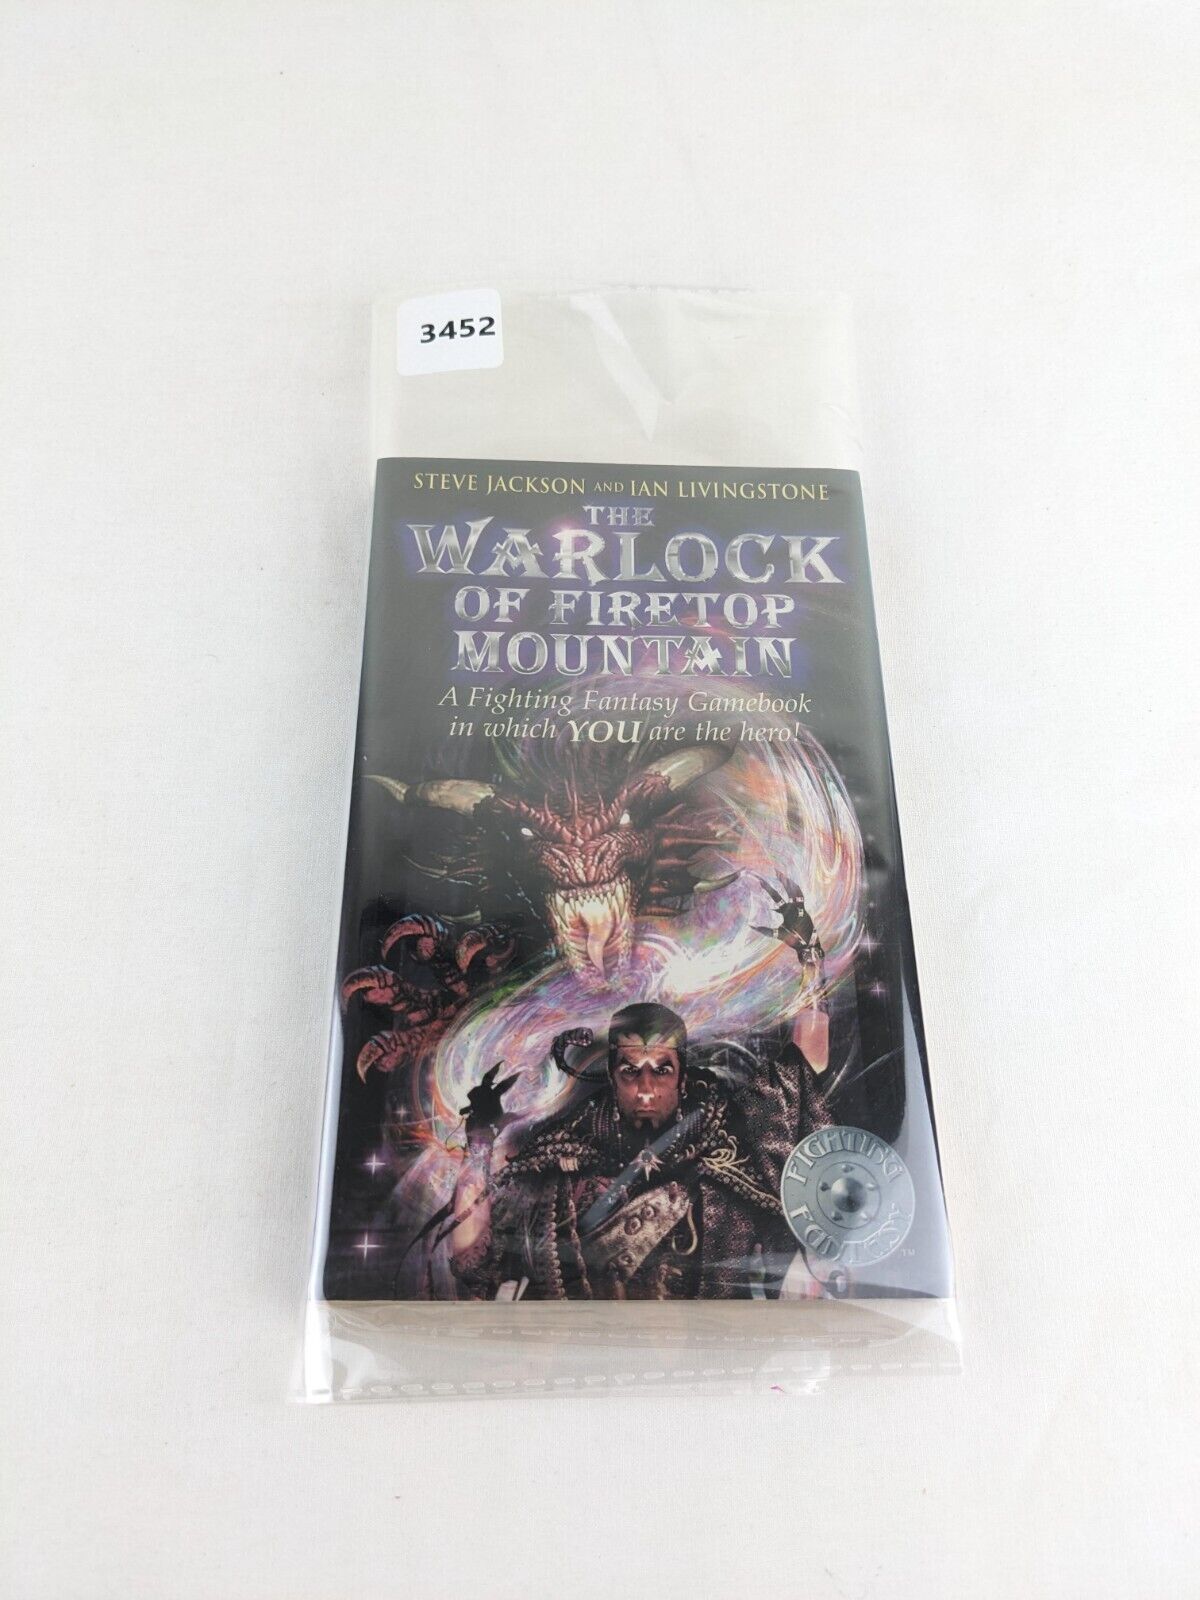 3452
STEVE JACKSON AND IAN LIVINGSTONE
THE
WARLOCK
OF FIRETOP
MOUNTAIN
A Fighting Fantasy Gamebook
in which YOU are the hero!
FIGHTING
FANTASY
TM